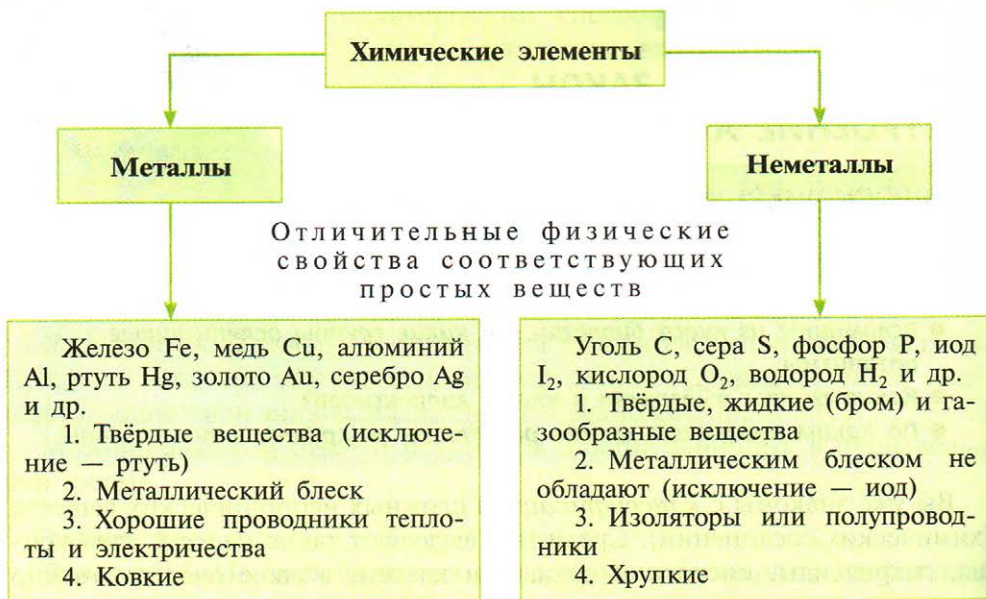 Химические элементы
Металлы
Неметаллы
Отличительные физические
свойства соответствующих
простых веществ
Железо Fe, медь Cu, алюминий
Al, ртуть Hg, золото Au, серебро Ag
и др.
1. Твёрдые вещества (исключе-
ние — ртуть)
2. Металлический блеск
3. Хорошие проводники тепло-
ты и электричества
4. Ковкие
Уголь C, сера S, фосфор P, иод
I₂, кислород O₂, водород H₂ и др.
1. Твёрдые, жидкие (бром) и га-
зообразные вещества
2. Металлическим блеском не
обладают (исключение — иод)
3. Изоляторы или полупровод-
ники
4. Хрупкие